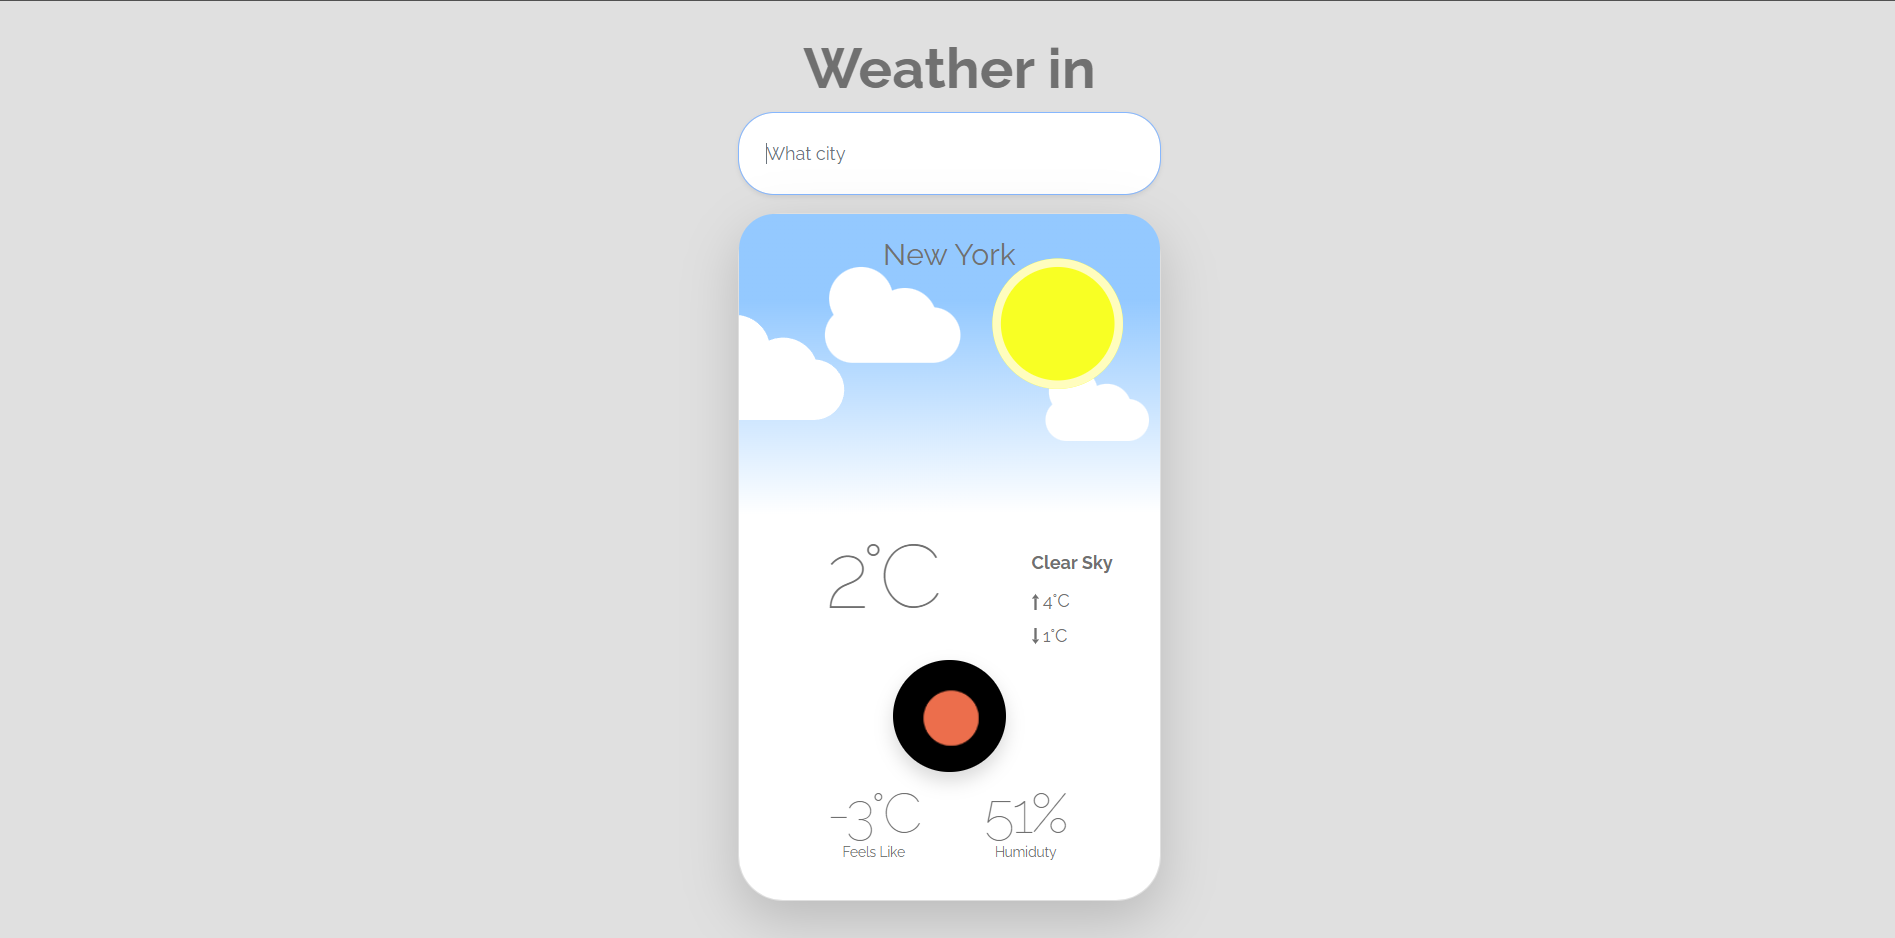 Weather in
What city
New York
2°C
Clear Sky
4°C
1°C
-3°C
51%
Feels Like
Humiduty